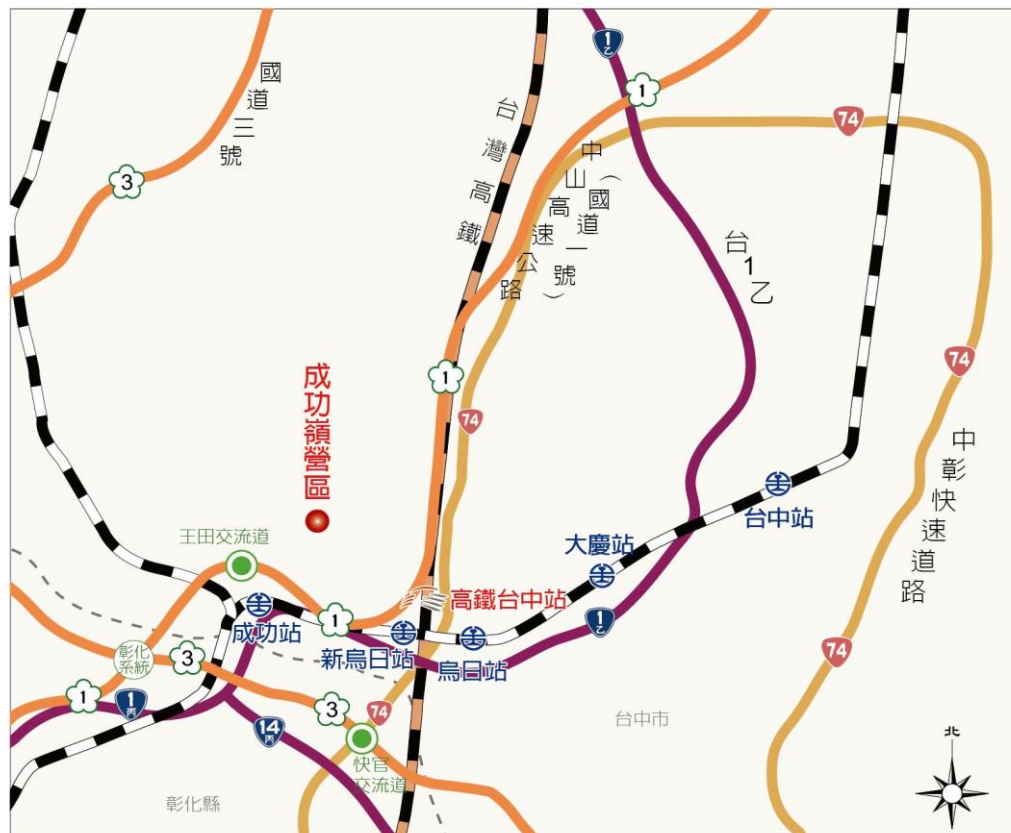 1乙
國道三號
1
74
台灣高鐵
中山高速公路
（國道一號）
3
台1乙
74
成功嶺營區
1
74
中彰快速道路
台中站
王田交流道
大慶站
高鐵台中站
成功站
1
新烏日站
烏日站
1乙
彰化
系統
3
74
1
1丙
14丙
3
74
台中市
北
快官
交流道
彰化縣